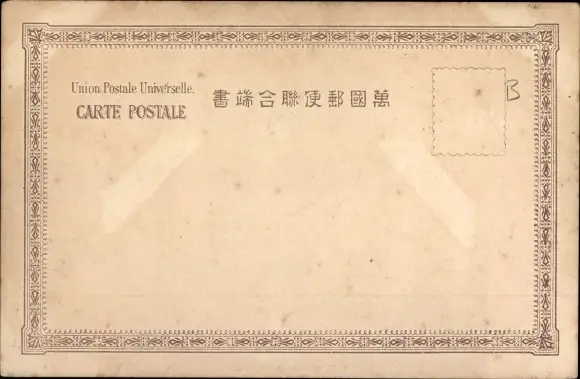 Union Postale Universelle.
CARTE POSTALE
書端合聯便郵國萬
B